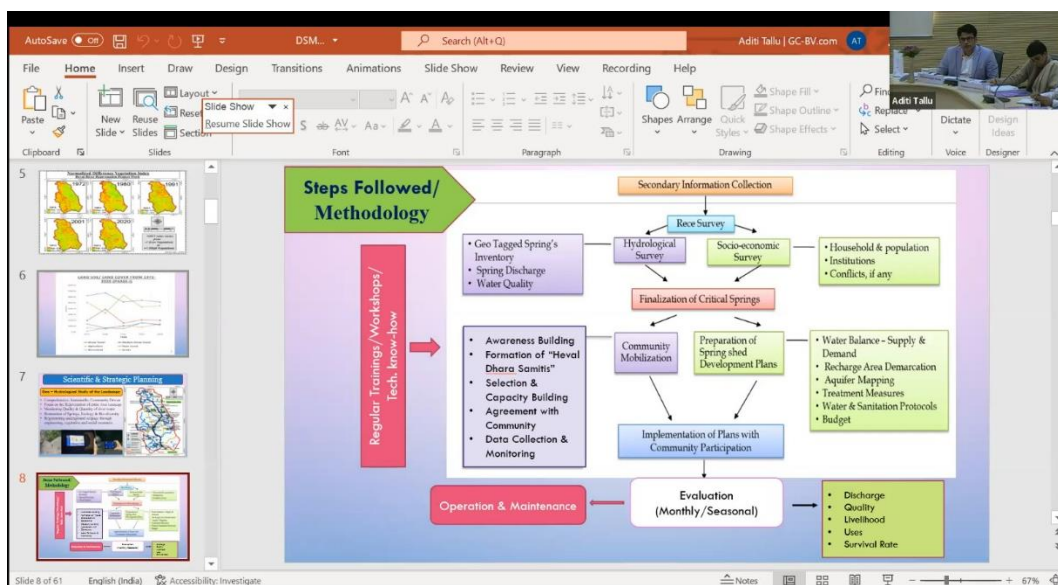 AutoSave
Off
DSM...
Search (Alt+Q)
Aditi Tallu | GC-BV.com
AT
File Home Insert Draw Design Transitions Animations Slide Show Review View Recording Help
Paste
New
Slide
Reuse
Slides
Layout
Reset
Section
Slide Show
Resume Slide Show
Shapes
Arrange
Quick
Styles
Shape Fill
Shape Outline
Shape Effects
Replace
Select
Dictate
Design
Ideas
Clipboard
Slides
Font
Paragraph
Drawing
Editing
Voice
Designer
Aditi Tallu
5
1972
2001
2020
6
7
Scientific & Strategic Planning
8
Steps Followed/
Methodology
Regular Trainings/Workshops/
Tech. know-how
Secondary Information Collection
Rece Survey
• Geo Tagged Spring's
Inventory
• Spring Discharge
• Water Quality
Hydrological
Survey
Socio-economic
Survey
• Household & population
• Institutions
• Conflicts, if any
Finalization of Critical Springs
• Awareness Building
• Formation of "Heval
Dhara Samitis"
• Selection &
Capacity Building
• Agreement with
Community
• Data Collection &
Monitoring
Community
Mobilization
Preparation of
Spring shed
Development Plans
• Water Balance – Supply &
Demand
• Recharge Area Demarcation
• Aquifer Mapping
• Treatment Measures
• Water & Sanitation Protocols
• Budget
Implementation of Plans with
Community Participation
Operation & Maintenance
Evaluation
(Monthly/Seasonal)
• Discharge
• Quality
• Livelihood
• Uses
• Survival Rate
Slide 8 of 61 English (India) Accessibility: Investigate Notes 67%